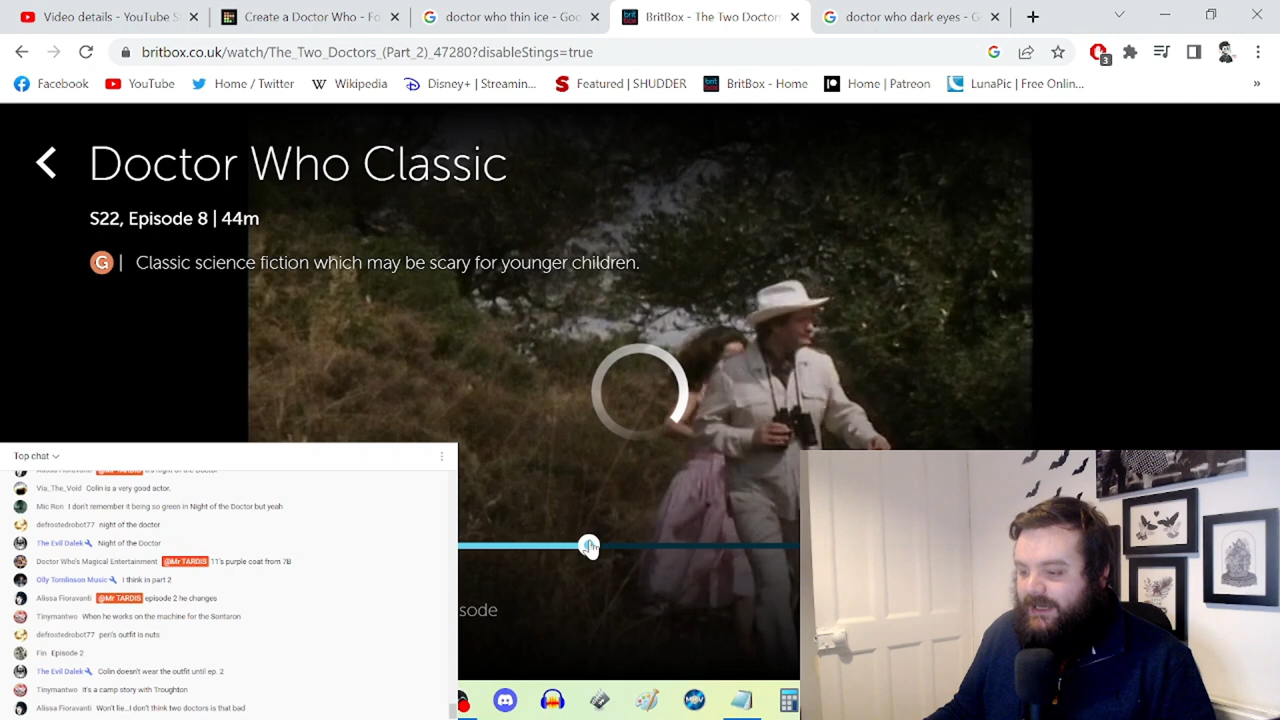 Video details - YouTube S
Create a Doctor Who
doctor who thin ice - Go
BritBox - The Two Doctors
doctor who dark eyes - G
britbox.co.uk/watch/The_Two_Doctors_(Part_2)_47280?disableStings=true
3
Facebook YouTube Home / Twitter Wikipedia Disney+ | Streamin... Featured | SHUDDER BritBox - Home Home | Patreon LunaPic | Free Onlin... »
Doctor Who Classic
S22, Episode 8 | 44m
G | Classic science fiction which may be scary for younger children.
sode
Top chat
Via_The_Void Colin is a very good actor.
Mic Ron I don't remember it being so green in Night of the Doctor but yeah
defrostedrobot77 night of the doctor
The Evil Dalek Night of the Doctor
Doctor Who's Magical Entertainment @Mr TARDIS 11's purple coat from 7B
Olly Tomlinson Music I think in part 2
Alissa Fioravanti @Mr TARDIS episode 2 he changes
Tinymantwo When he works on the machine for the Sontaron
defrostedrobot77 peri's outfit is nuts
Fin Episode 2
The Evil Dalek Colin doesn't wear the outfit until ep. 2
Tinymantwo It's a camp story with Troughton
Alissa Fioravanti Won't lie...I don't think two doctors is that bad